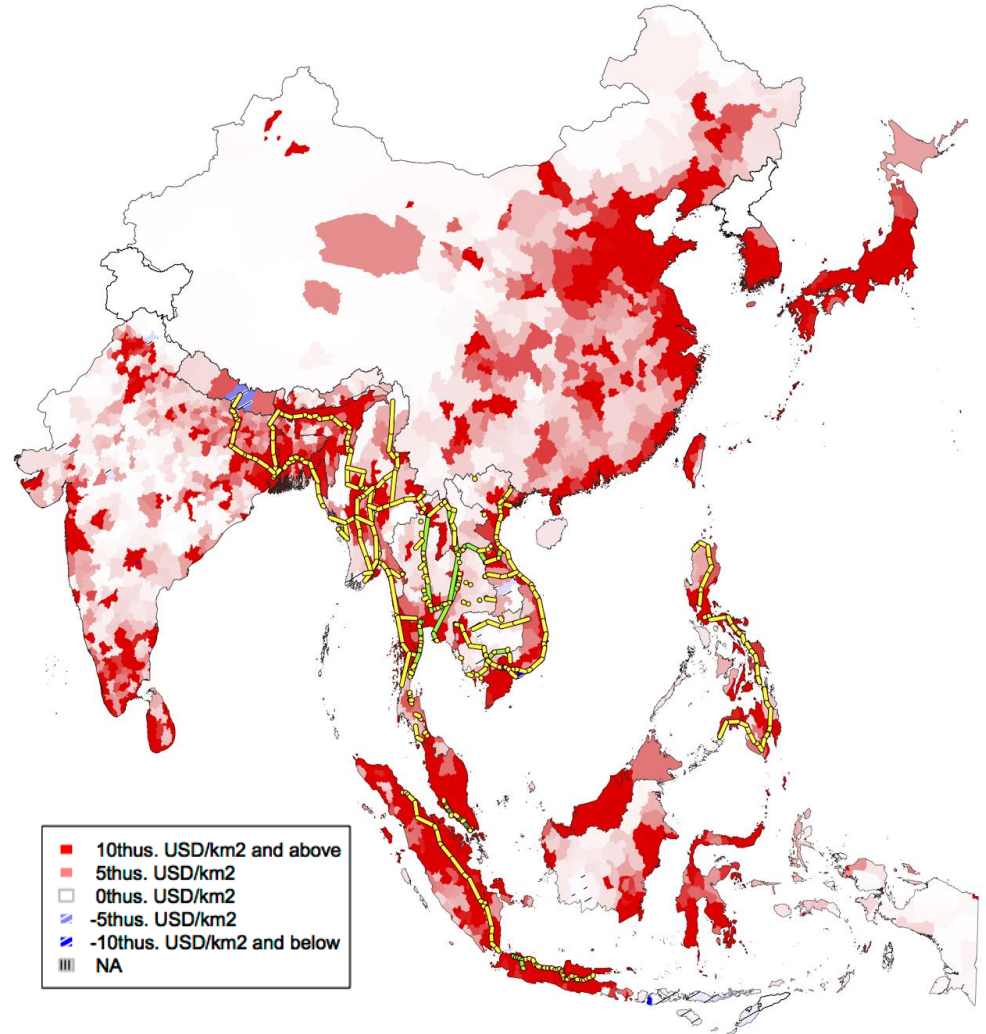 10thus. USD/km2 and above
5thus. USD/km2
0thus. USD/km2
-5thus. USD/km2
-10thus. USD/km2 and below
NA